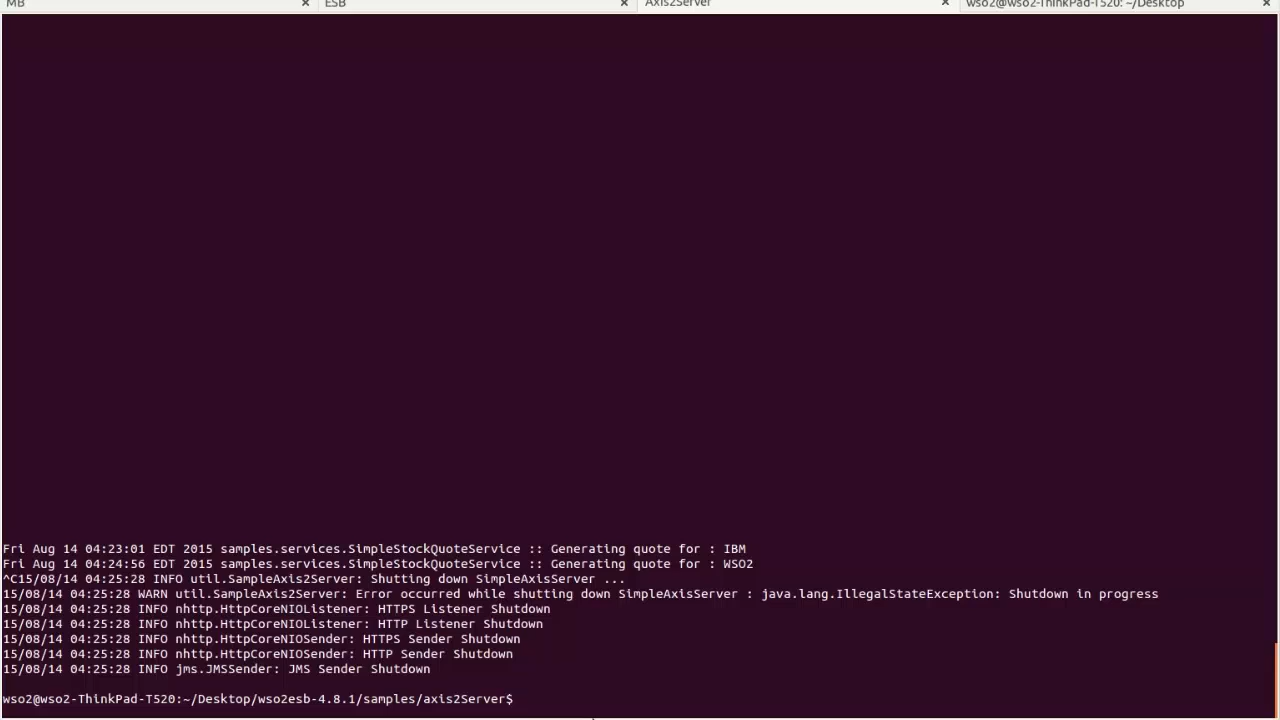 MB × ESB × Axis2Server × wso2@wso2-ThinkPad-T520: ~/Desktop ×
Fri Aug 14 04:23:01 EDT 2015 samples.services.SimpleStockQuoteService :: Generating quote for : IBM
Fri Aug 14 04:24:56 EDT 2015 samples.services.SimpleStockQuoteService :: Generating quote for : WSO2
^C15/08/14 04:25:28 INFO util.SampleAxis2Server: Shutting down SimpleAxisServer ...
15/08/14 04:25:28 WARN util.SampleAxis2Server: Error occurred while shutting down SimpleAxisServer : java.lang.IllegalStateException: Shutdown in progress
15/08/14 04:25:28 INFO nhttp.HttpCoreNIOListener: HTTPS Listener Shutdown
15/08/14 04:25:28 INFO nhttp.HttpCoreNIOListener: HTTP Listener Shutdown
15/08/14 04:25:28 INFO nhttp.HttpCoreNIOSender: HTTPS Sender Shutdown
15/08/14 04:25:28 INFO nhttp.HttpCoreNIOSender: HTTP Sender Shutdown
15/08/14 04:25:28 INFO jms.JMSSender: JMS Sender Shutdown
wso2@wso2-ThinkPad-T520:~/Desktop/wso2esb-4.8.1/samples/axis2Server$